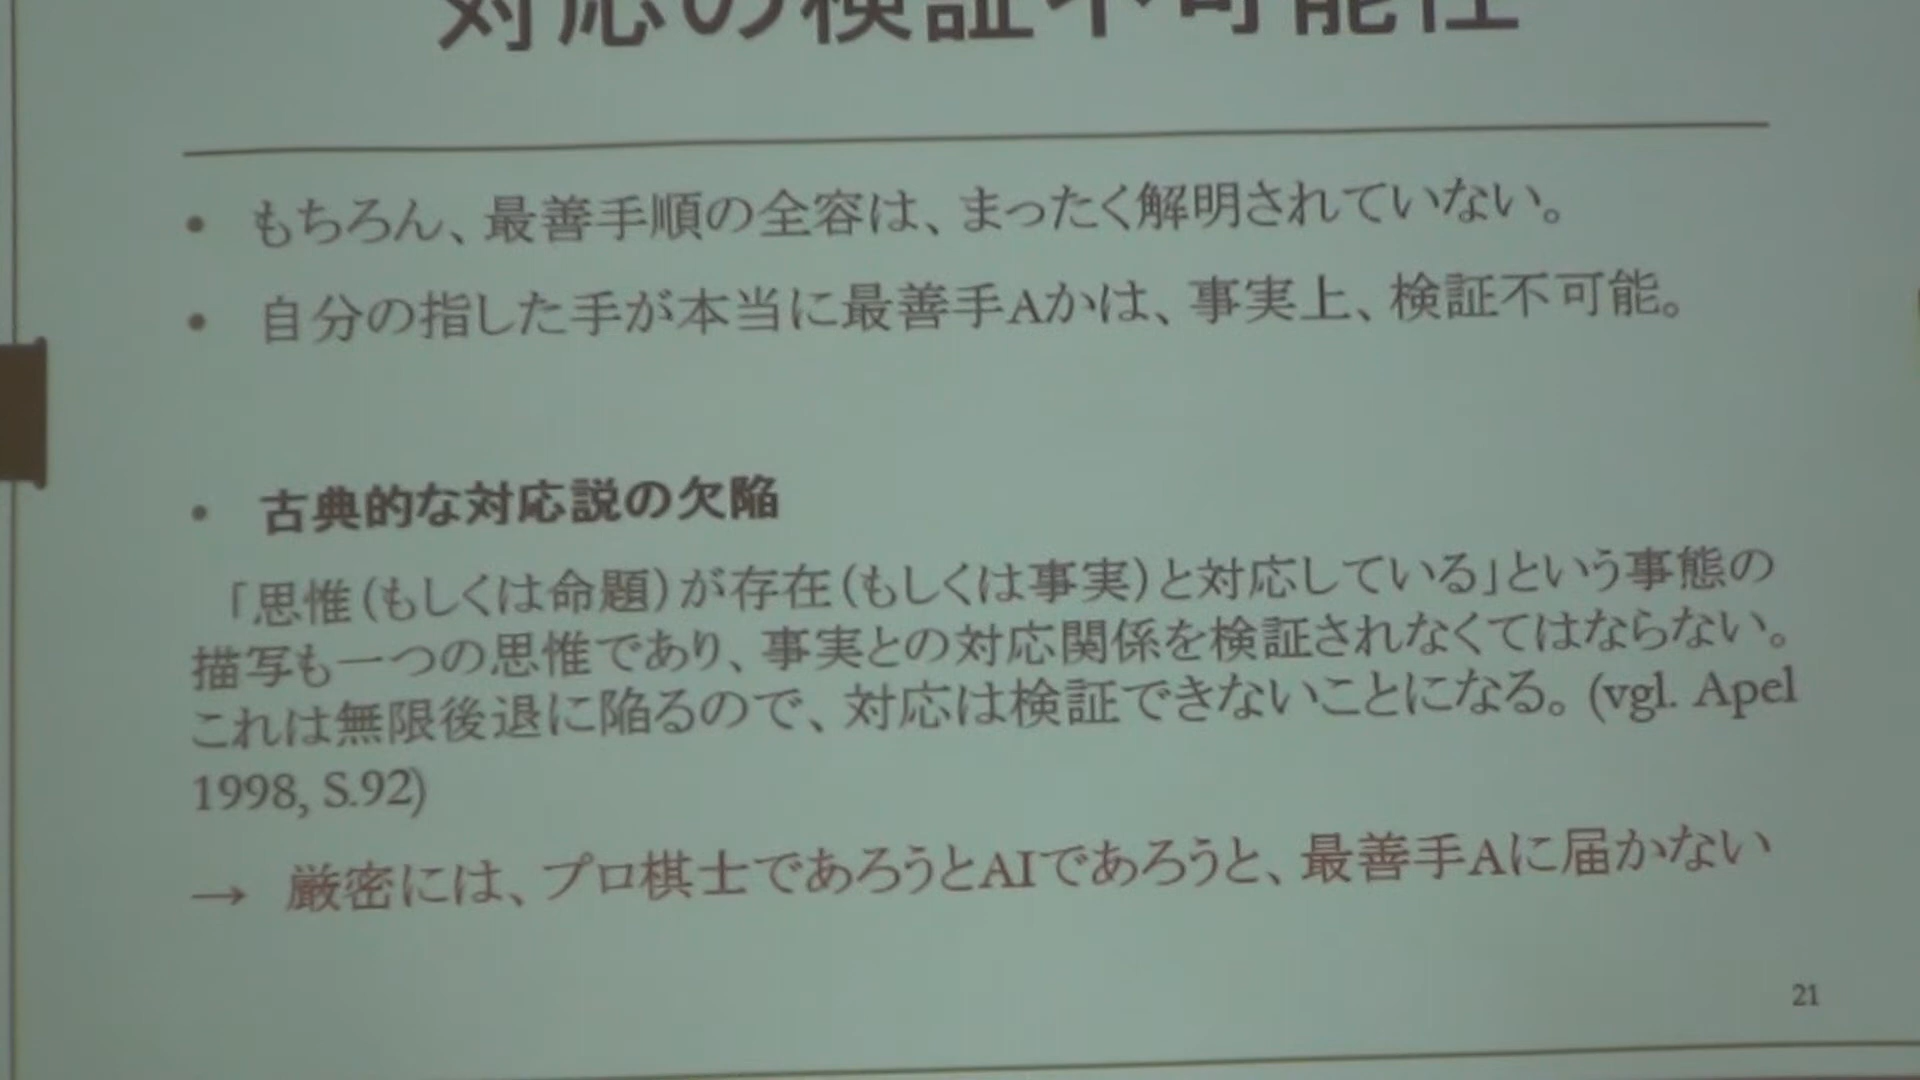 対応の検証不可能性
• もちろん、最善手順の全容は、まったく解明されていない。
• 自分の指した手が本当に最善手Aかは、事実上、検証不可能。
• 古典的な対応説の欠陥
「思惟(もしくは命題)が存在(もしくは事実)と対応している」という事態の
描写も一つの思惟であり、事実との対応関係を検証されなくてはならない。
これは無限後退に陥るので、対応は検証できないことになる。(vgl. Apel
1998, S.92)
→ 厳密には、プロ棋士であろうとAIであろうと、最善手Aに届かない
21